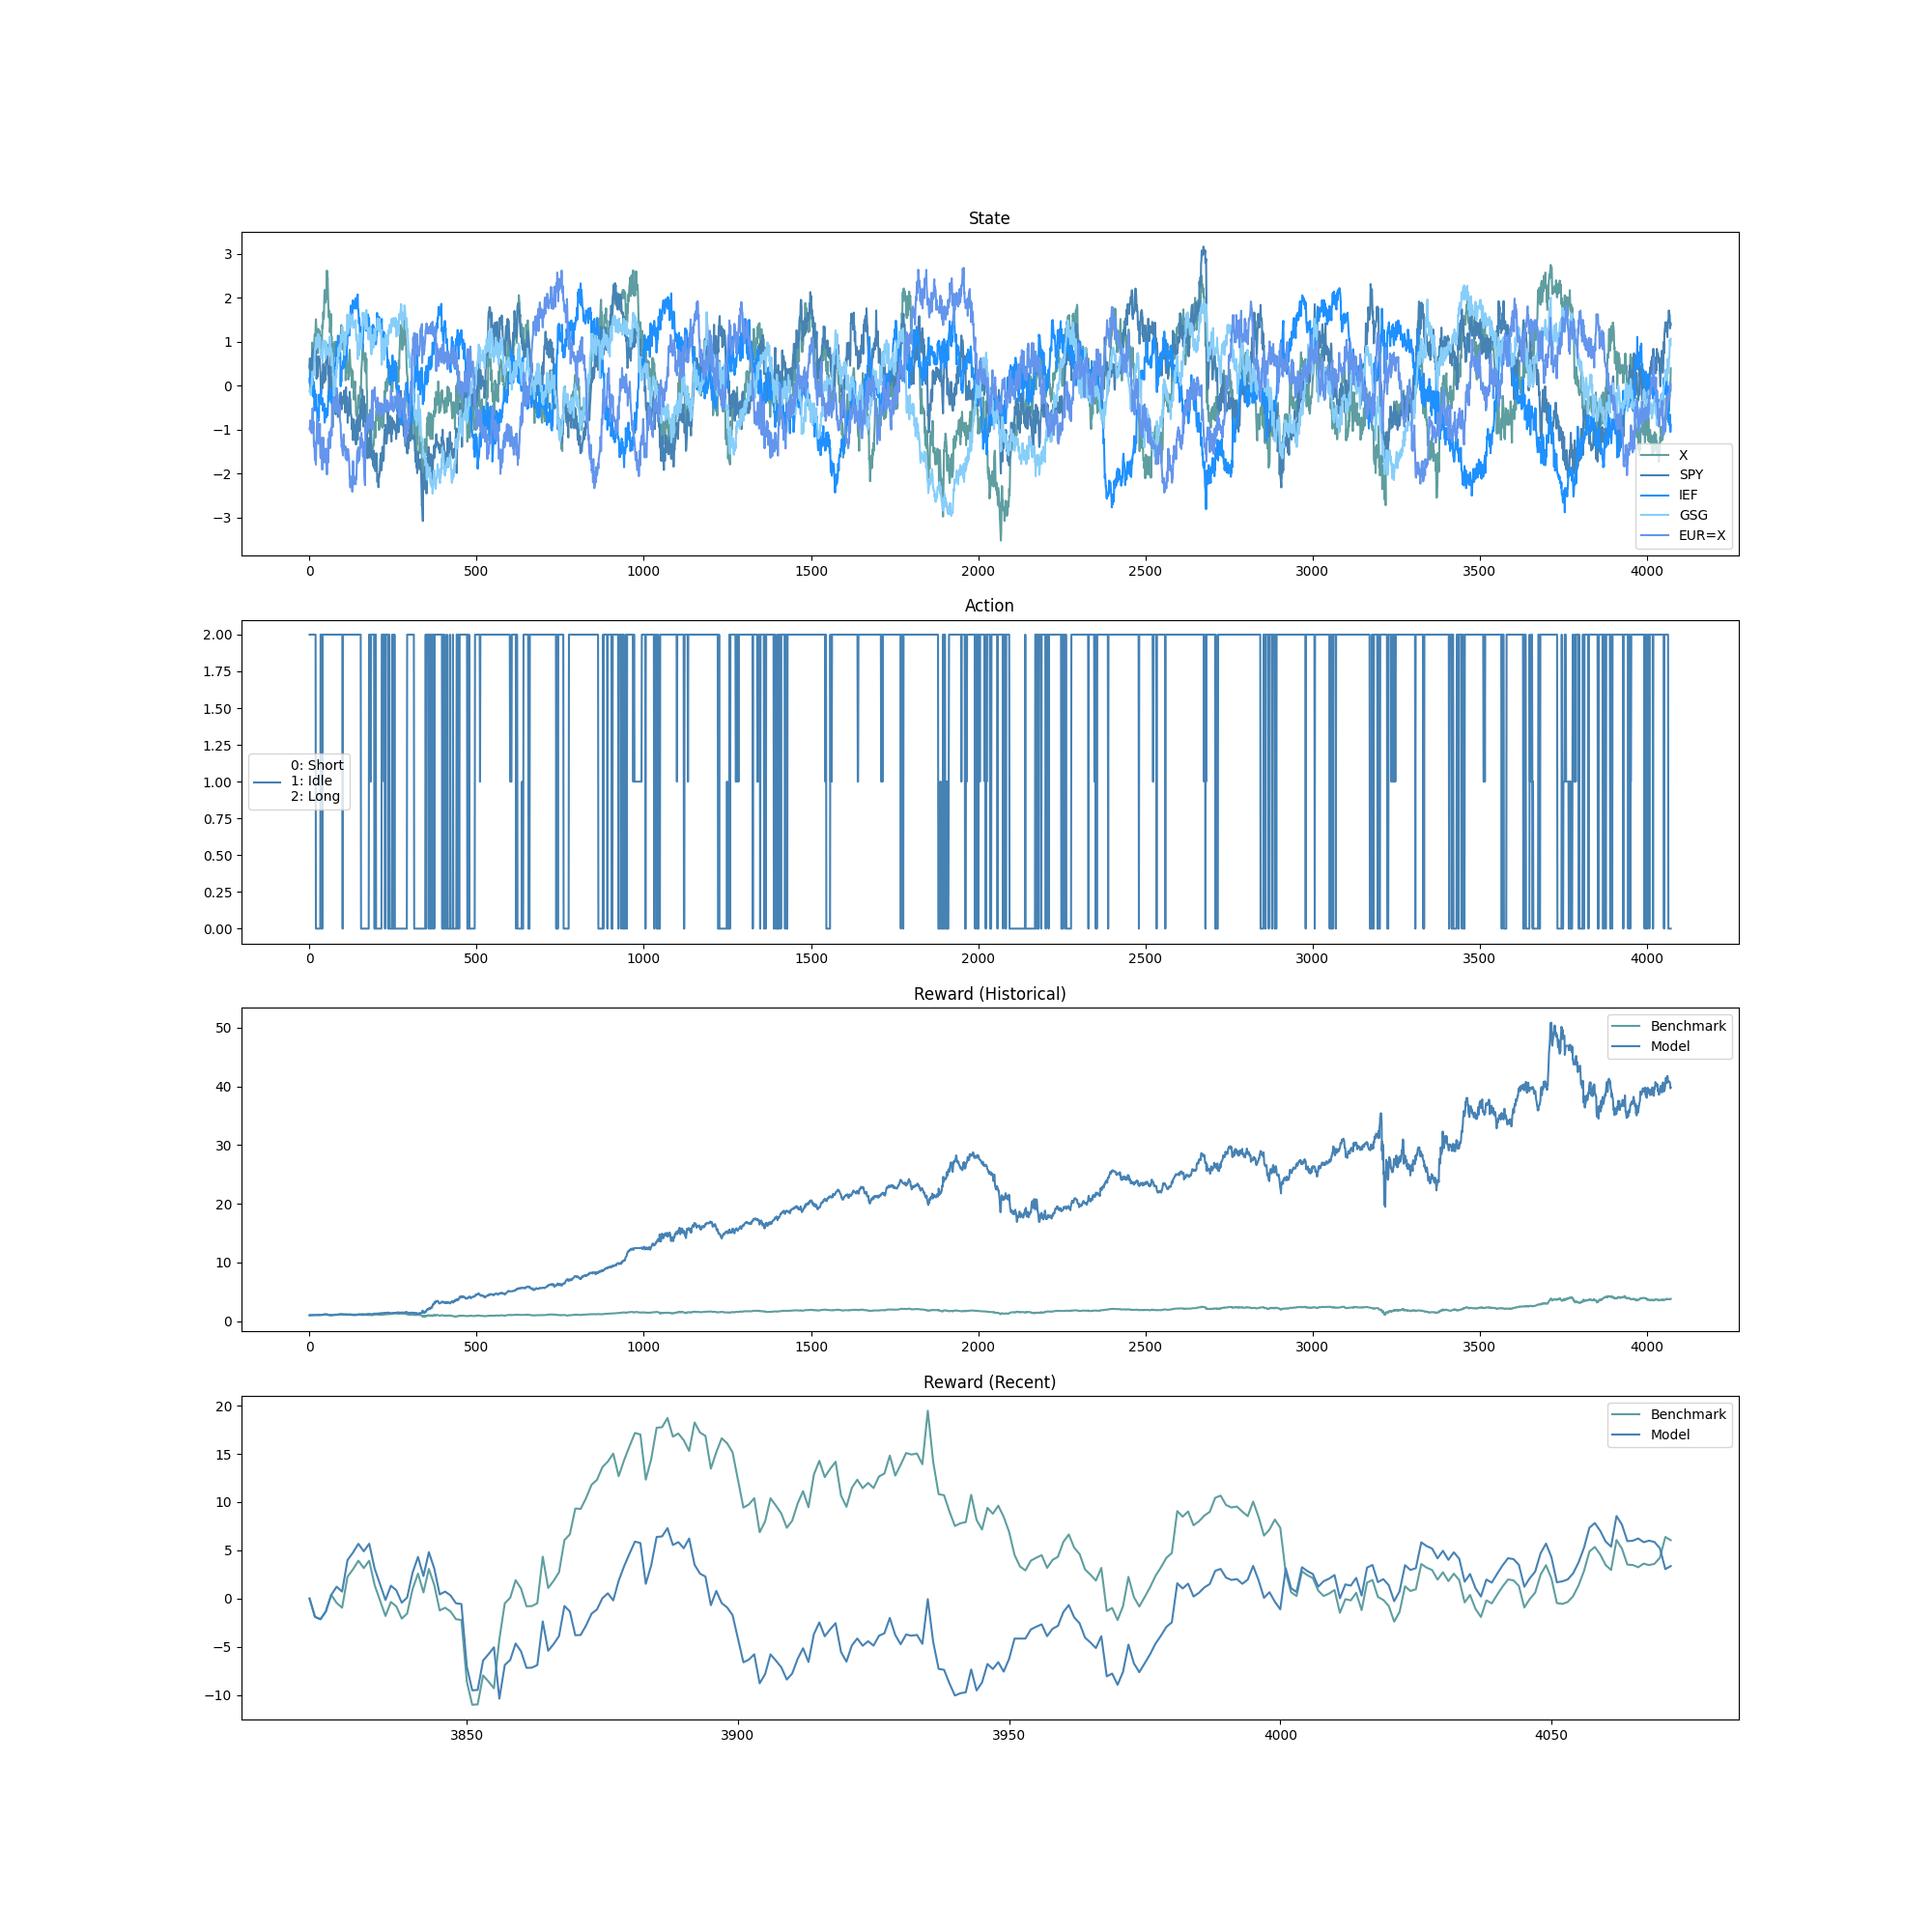 State
3
2
1
0
−1
−2
−3
X
SPY
IEF
GSG
EUR=X
0 500 1000 1500 2000 2500 3000 3500 4000
Action
2.00
1.75
1.50
1.25
1.00
0.75
0.50
0.25
0.00
0: Short
1: Idle
2: Long
0 500 1000 1500 2000 2500 3000 3500 4000
Reward (Historical)
50
40
30
20
10
0
Benchmark
Model
0 500 1000 1500 2000 2500 3000 3500 4000
Reward (Recent)
20
15
10
5
0
−5
−10
Benchmark
Model
3850 3900 3950 4000 4050